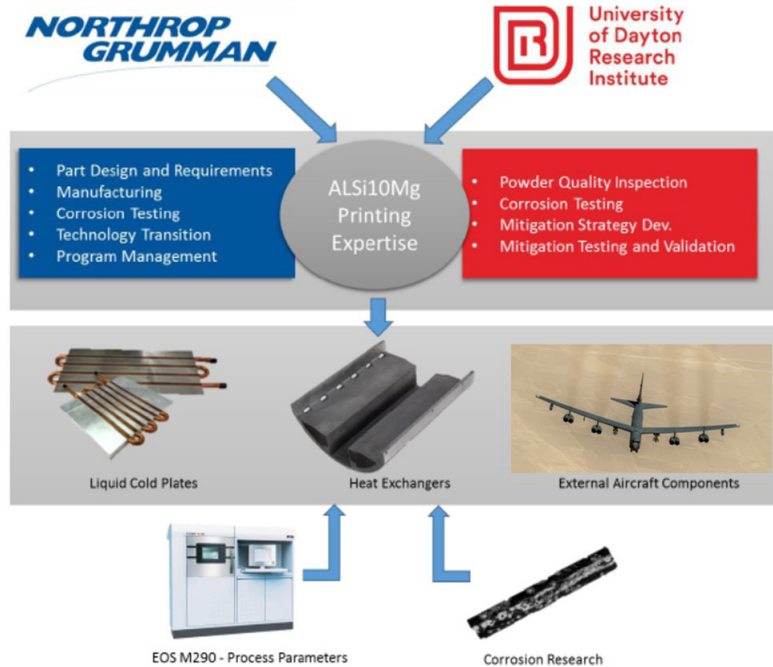 NORTHROP
GRUMMAN
University
of Dayton
Research
Institute
• Part Design and Requirements
• Manufacturing
• Corrosion Testing
• Technology Transition
• Program Management
ALSi10Mg
Printing
Expertise
• Powder Quality Inspection
• Corrosion Testing
• Mitigation Strategy Dev.
• Mitigation Testing and Validation
Liquid Cold Plates
Heat Exchangers
External Aircraft Components
EOS M290 - Process Parameters
Corrosion Research